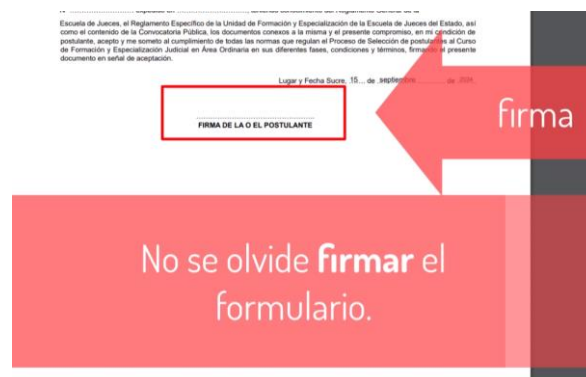 Escuela de Jueces, el Reglamento Específico de la Unidad de Formación y Especialización de la Escuela de Jueces del Estado, así
como el contenido de la Convocatoria Pública, los documentos conexos a la misma y el presente compromiso, en mi condición de
postulante, acepto y me someto al cumplimiento de todas las normas que regulan el Proceso de Selección de postulantes al Curso
de Formación y Especialización Judicial en Área Ordinaria en sus diferentes fases, condiciones y términos, firmando el presente
documento en señal de aceptación.
Lugar y Fecha Sucre, 15 de septiembre de
FIRMA DE LA O EL POSTULANTE
firma
No se olvide firmar el
formulario.